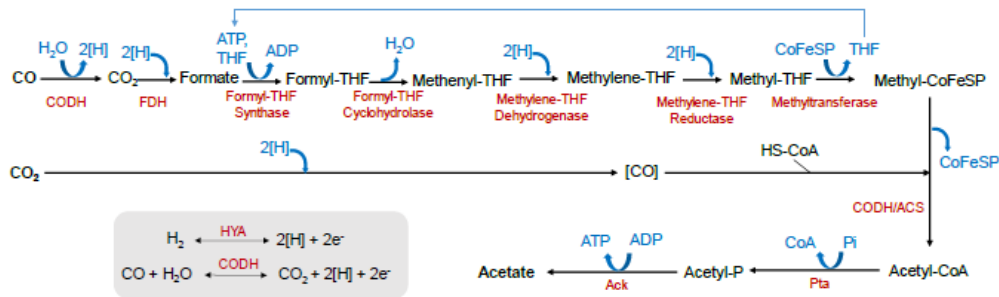 H₂O 2[H] 2[H] ATP, THF ADP H₂O 2[H] 2[H] CoFeSP THF
CO CO₂ Formate Formyl-THF Methenyl-THF Methylene-THF Methyl-THF Methyl-CoFeSP
CODH FDH Formyl-THF Synthase Formyl-THF Cyclohydrolase Methylene-THF Dehydrogenase Methylene-THF Reductase Methyltransferase
2[H] HS-CoA CoFeSP
CO₂ [CO]
CODH/ACS
H₂ HYA 2[H] + 2e⁻
CO + H₂O CODH CO₂ + 2[H] + 2e⁻
ATP ADP CoA Pi
Acetate Acetyl-P Acetyl-CoA
Ack Pta